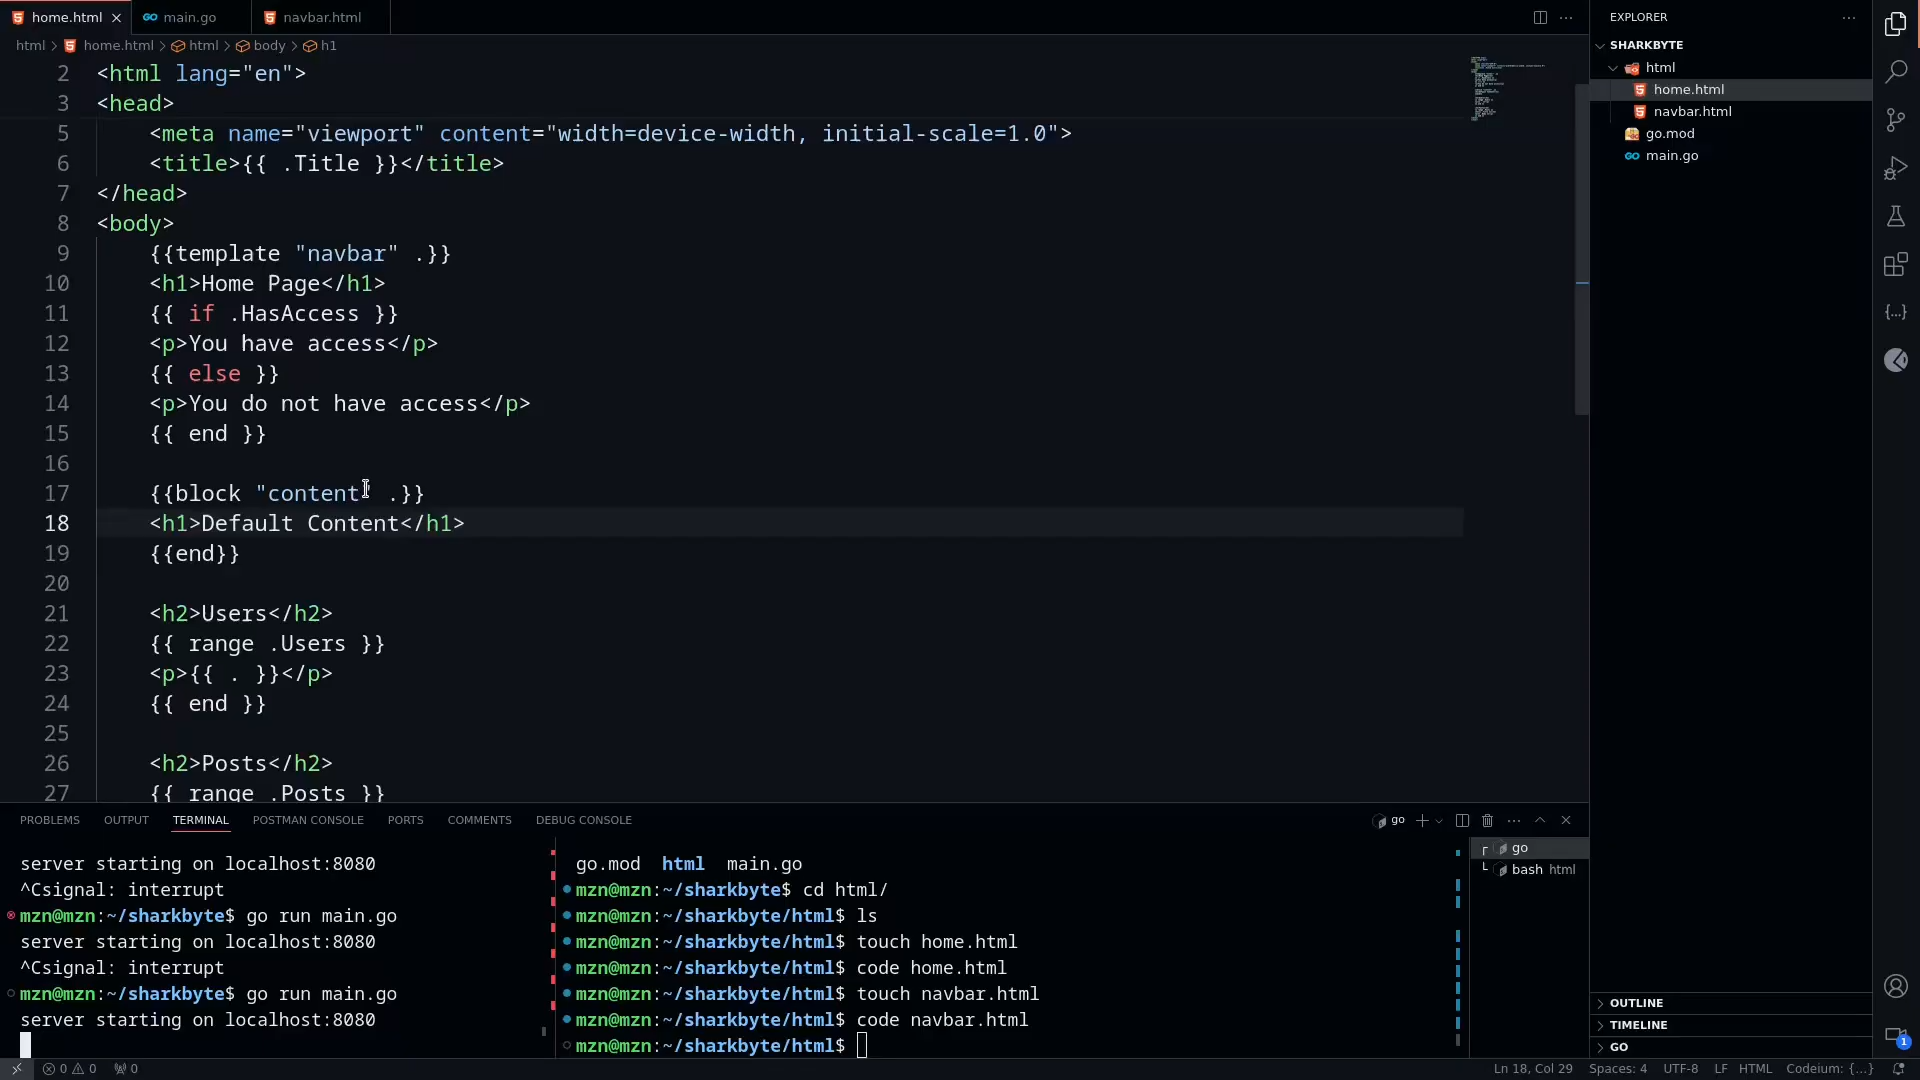 home.html
main.go
navbar.html
html > home.html > html > body > h1
2 <html lang="en">
3 <head>
5 <meta name="viewport" content="width=device-width, initial-scale=1.0">
6 <title>{{ .Title }}</title>
7 </head>
8 <body>
9 {{template "navbar" .}}
10 <h1>Home Page</h1>
11 {{ if .HasAccess }}
12 <p>You have access</p>
13 {{ else }}
14 <p>You do not have access</p>
15 {{ end }}
16
17 {{block "content" .}}
18 <h1>Default Content</h1>
19 {{end}}
20
21 <h2>Users</h2>
22 {{ range .Users }}
23 <p>{{ . }}</p>
24 {{ end }}
25
26 <h2>Posts</h2>
27 {{ range .Posts }}
EXPLORER
SHARKBYTE
html
home.html
navbar.html
go.mod
main.go
OUTLINE
TIMELINE
GO
PROBLEMS OUTPUT TERMINAL POSTMAN CONSOLE PORTS COMMENTS DEBUG CONSOLE
go
server starting on localhost:8080
^Csignal: interrupt
mzn@mzn:~/sharkbyte$ go run main.go
server starting on localhost:8080
^Csignal: interrupt
mzn@mzn:~/sharkbyte$ go run main.go
server starting on localhost:8080
go.mod html main.go
mzn@mzn:~/sharkbyte$ cd html/
mzn@mzn:~/sharkbyte/html$ ls
mzn@mzn:~/sharkbyte/html$ touch home.html
mzn@mzn:~/sharkbyte/html$ code home.html
mzn@mzn:~/sharkbyte/html$ touch navbar.html
mzn@mzn:~/sharkbyte/html$ code navbar.html
mzn@mzn:~/sharkbyte/html$
go
bash html
0 0 0
Ln 18, Col 29 Spaces: 4 UTF-8 LF HTML Codeium: {...}
1